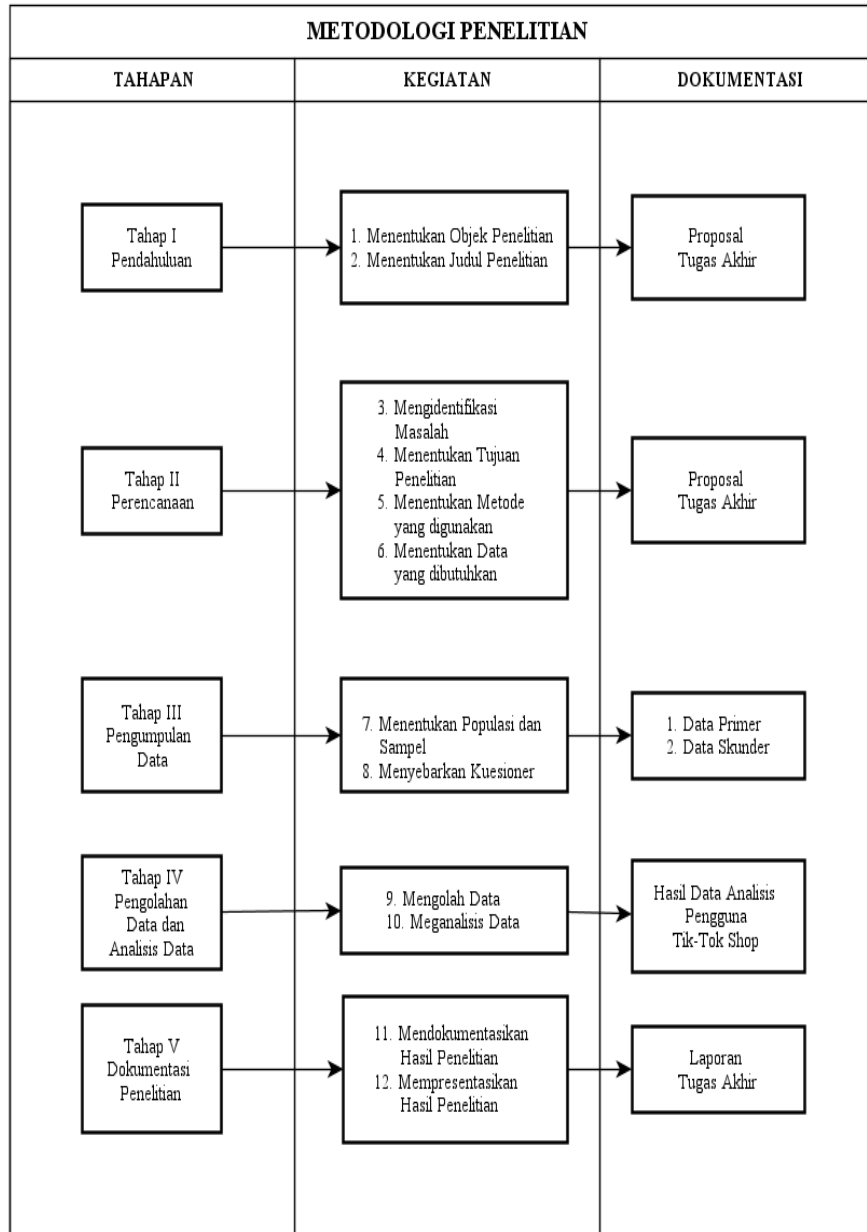 METODOLOGI PENELITIAN
TAHAPAN
KEGIATAN
DOKUMENTASI
Tahap I
Pendahuluan
1. Menentukan Objek Penelitian
2. Menentukan Judul Penelitian
Proposal
Tugas Akhir
Tahap II
Perencanaan
3. Mengidentifikasi
Masalah
4. Menentukan Tujuan
Penelitian
5. Menentukan Metode
yang digunakan
6. Menentukan Data
yang dibutuhkan
Proposal
Tugas Akhir
Tahap III
Pengumpulan
Data
7. Menentukan Populasi dan
Sampel
8. Menyebarkan Kuesioner
1. Data Primer
2. Data Skunder
Tahap IV
Pengolahan
Data dan
Analisis Data
9. Mengolah Data
10. Meganalisis Data
Hasil Data Analisis
Pengguna
Tik-Tok Shop
Tahap V
Dokumentasi
Penelitian
11. Mendokumentasikan
Hasil Penelitian
12. Mempresentasikan
Hasil Penelitian
Laporan
Tugas Akhir